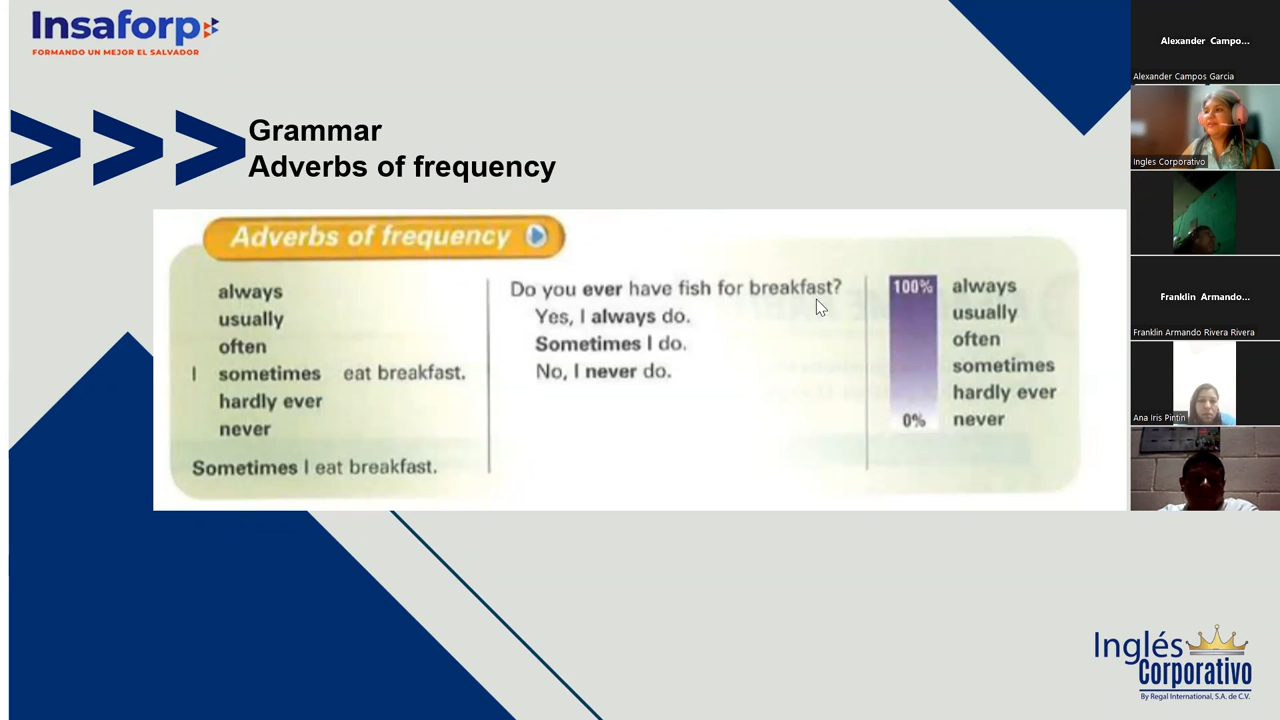 Insaforp
FORMANDO UN MEJOR EL SALVADOR
>>> Grammar
Adverbs of frequency
Adverbs of frequency
always
usually
often
I sometimes eat breakfast.
hardly ever
never
Sometimes I eat breakfast.
Do you ever have fish for breakfast?
Yes, I always do.
Sometimes I do.
No, I never do.
100% always
usually
often
sometimes
hardly ever
0% never
Alexander Campo...
Alexander Campos Garcia
Ingles Corporativo
Franklin Armando...
Franklin Armando Rivera Rivera
Ana Iris Pintin
Inglés
Corporativo
By Regal International, S.A. de C.V.